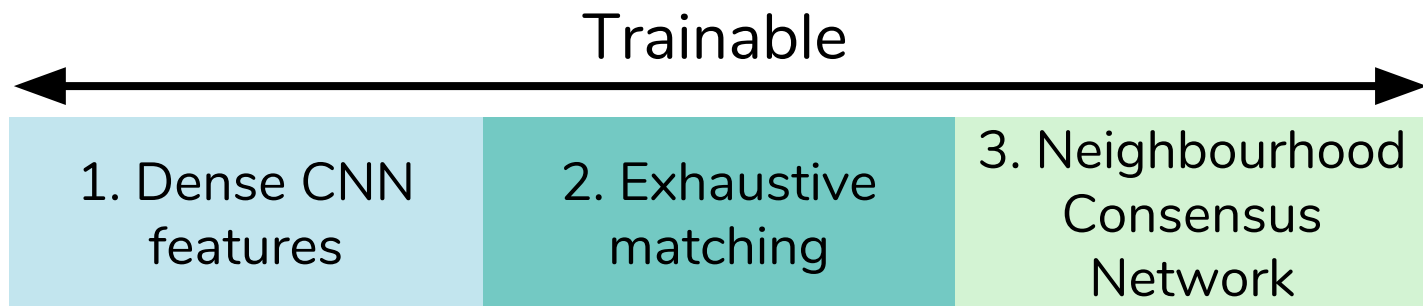 Trainable
1. Dense CNN
features
2. Exhaustive
matching
3. Neighbourhood
Consensus
Network